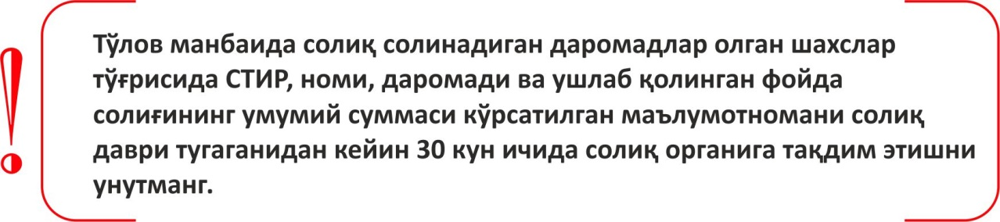 Тўлов манбаида солиқ солинадиган даромадлар олган шахслар
тўғрисида СТИР, номи, даромади ва ушлаб қолинган фойда
солиғининг умумий суммаси кўрсатилган маълумотномани солиқ
даври тугаганидан кейин 30 кун ичида солиқ органига тақдим этишни
унутманг.